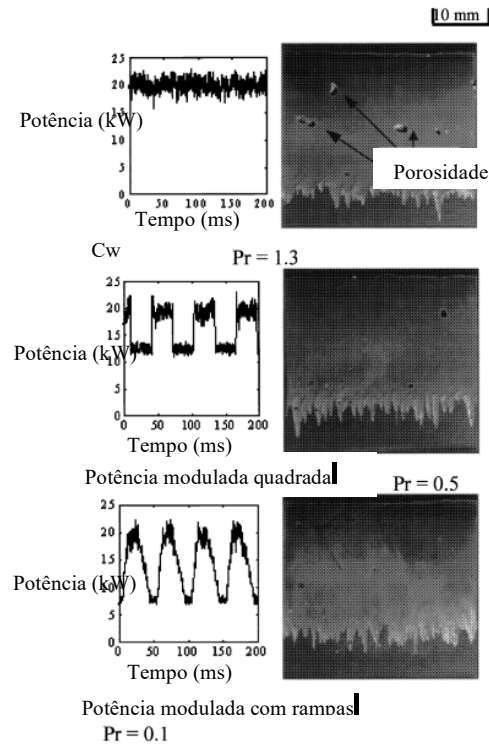 10 mm
25
20
15
10
5
0
Potência (kW)
0 50 100 150 200
Tempo (ms)
Porosidade
Cw
Pr = 1.3
25
20
15
10
5
0
Potência (kW)
0 50 100 150 200
Tempo (ms)
Potência modulada quadrada
Pr = 0.5
25
20
15
10
5
0
Potência (kW)
0 50 100 150 200
Tempo (ms)
Potência modulada com rampas
Pr = 0.1